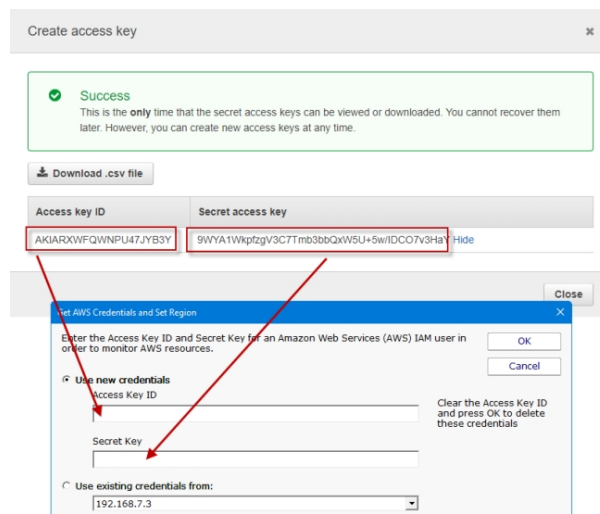 Create access key
Success
This is the only time that the secret access keys can be viewed or downloaded. You cannot recover them
later. However, you can create new access keys at any time.
Download .csv file
Access key ID Secret access key
AKIARXWFQWNPU47JYB3Y 9WYA1WkpfzgV3C7Tmb3bbQxW5U+5w/IDCO7v3HaY Hide
Close
Set AWS Credentials and Set Region
Enter the Access Key ID and Secret Key for an Amazon Web Services (AWS) IAM user in
order to monitor AWS resources.
OK
Cancel
Use new credentials
Access Key ID
Clear the Access Key ID
and press OK to delete
these credentials
Secret Key
Use existing credentials from:
192.168.7.3